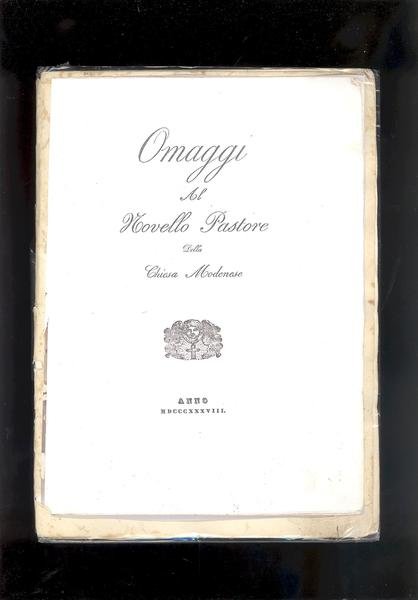 Omaggi
Al
Novello Pastore
Della
Chiesa Modenese
ANNO
MDCCCXXXVIII.